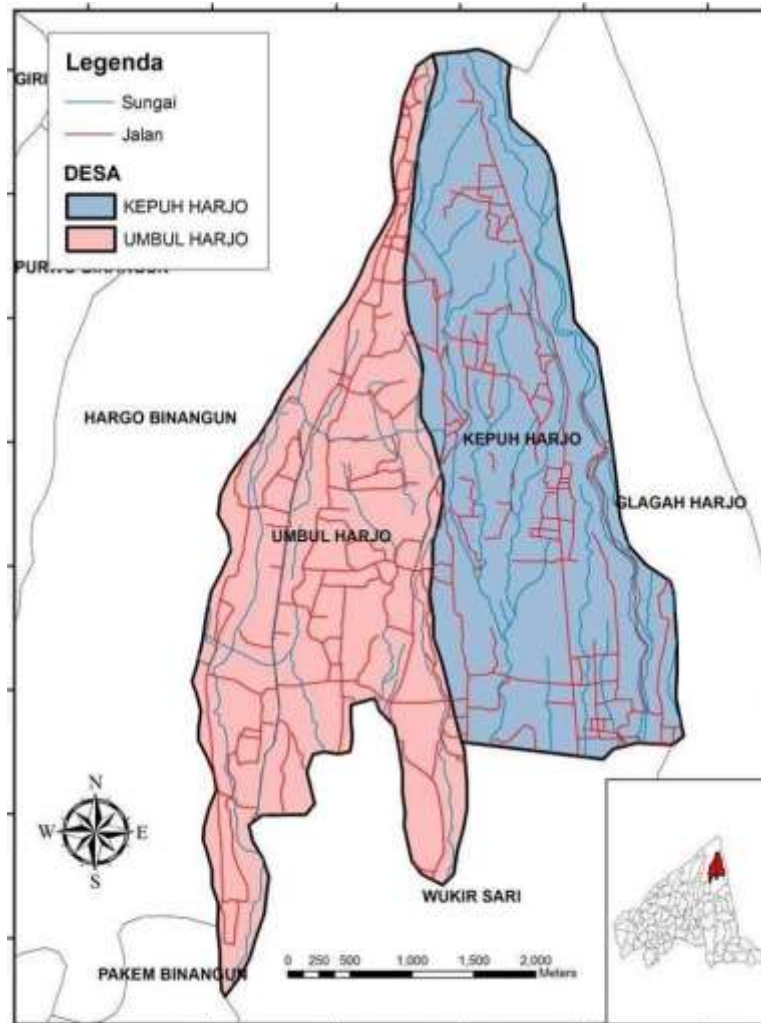 Legenda
GIRI
Sungai
Jalan
DESA
KEPUH HARJO
UMBUL HARJO
HARGO BINANGUN
KEPUH HARJO
GLAGAH HARJO
UMBUL HARJO
N
W
E
S
WUKIR SARI
PAKEM BINANGUN
0 250 500 1,000 1,500 2,000
Meters